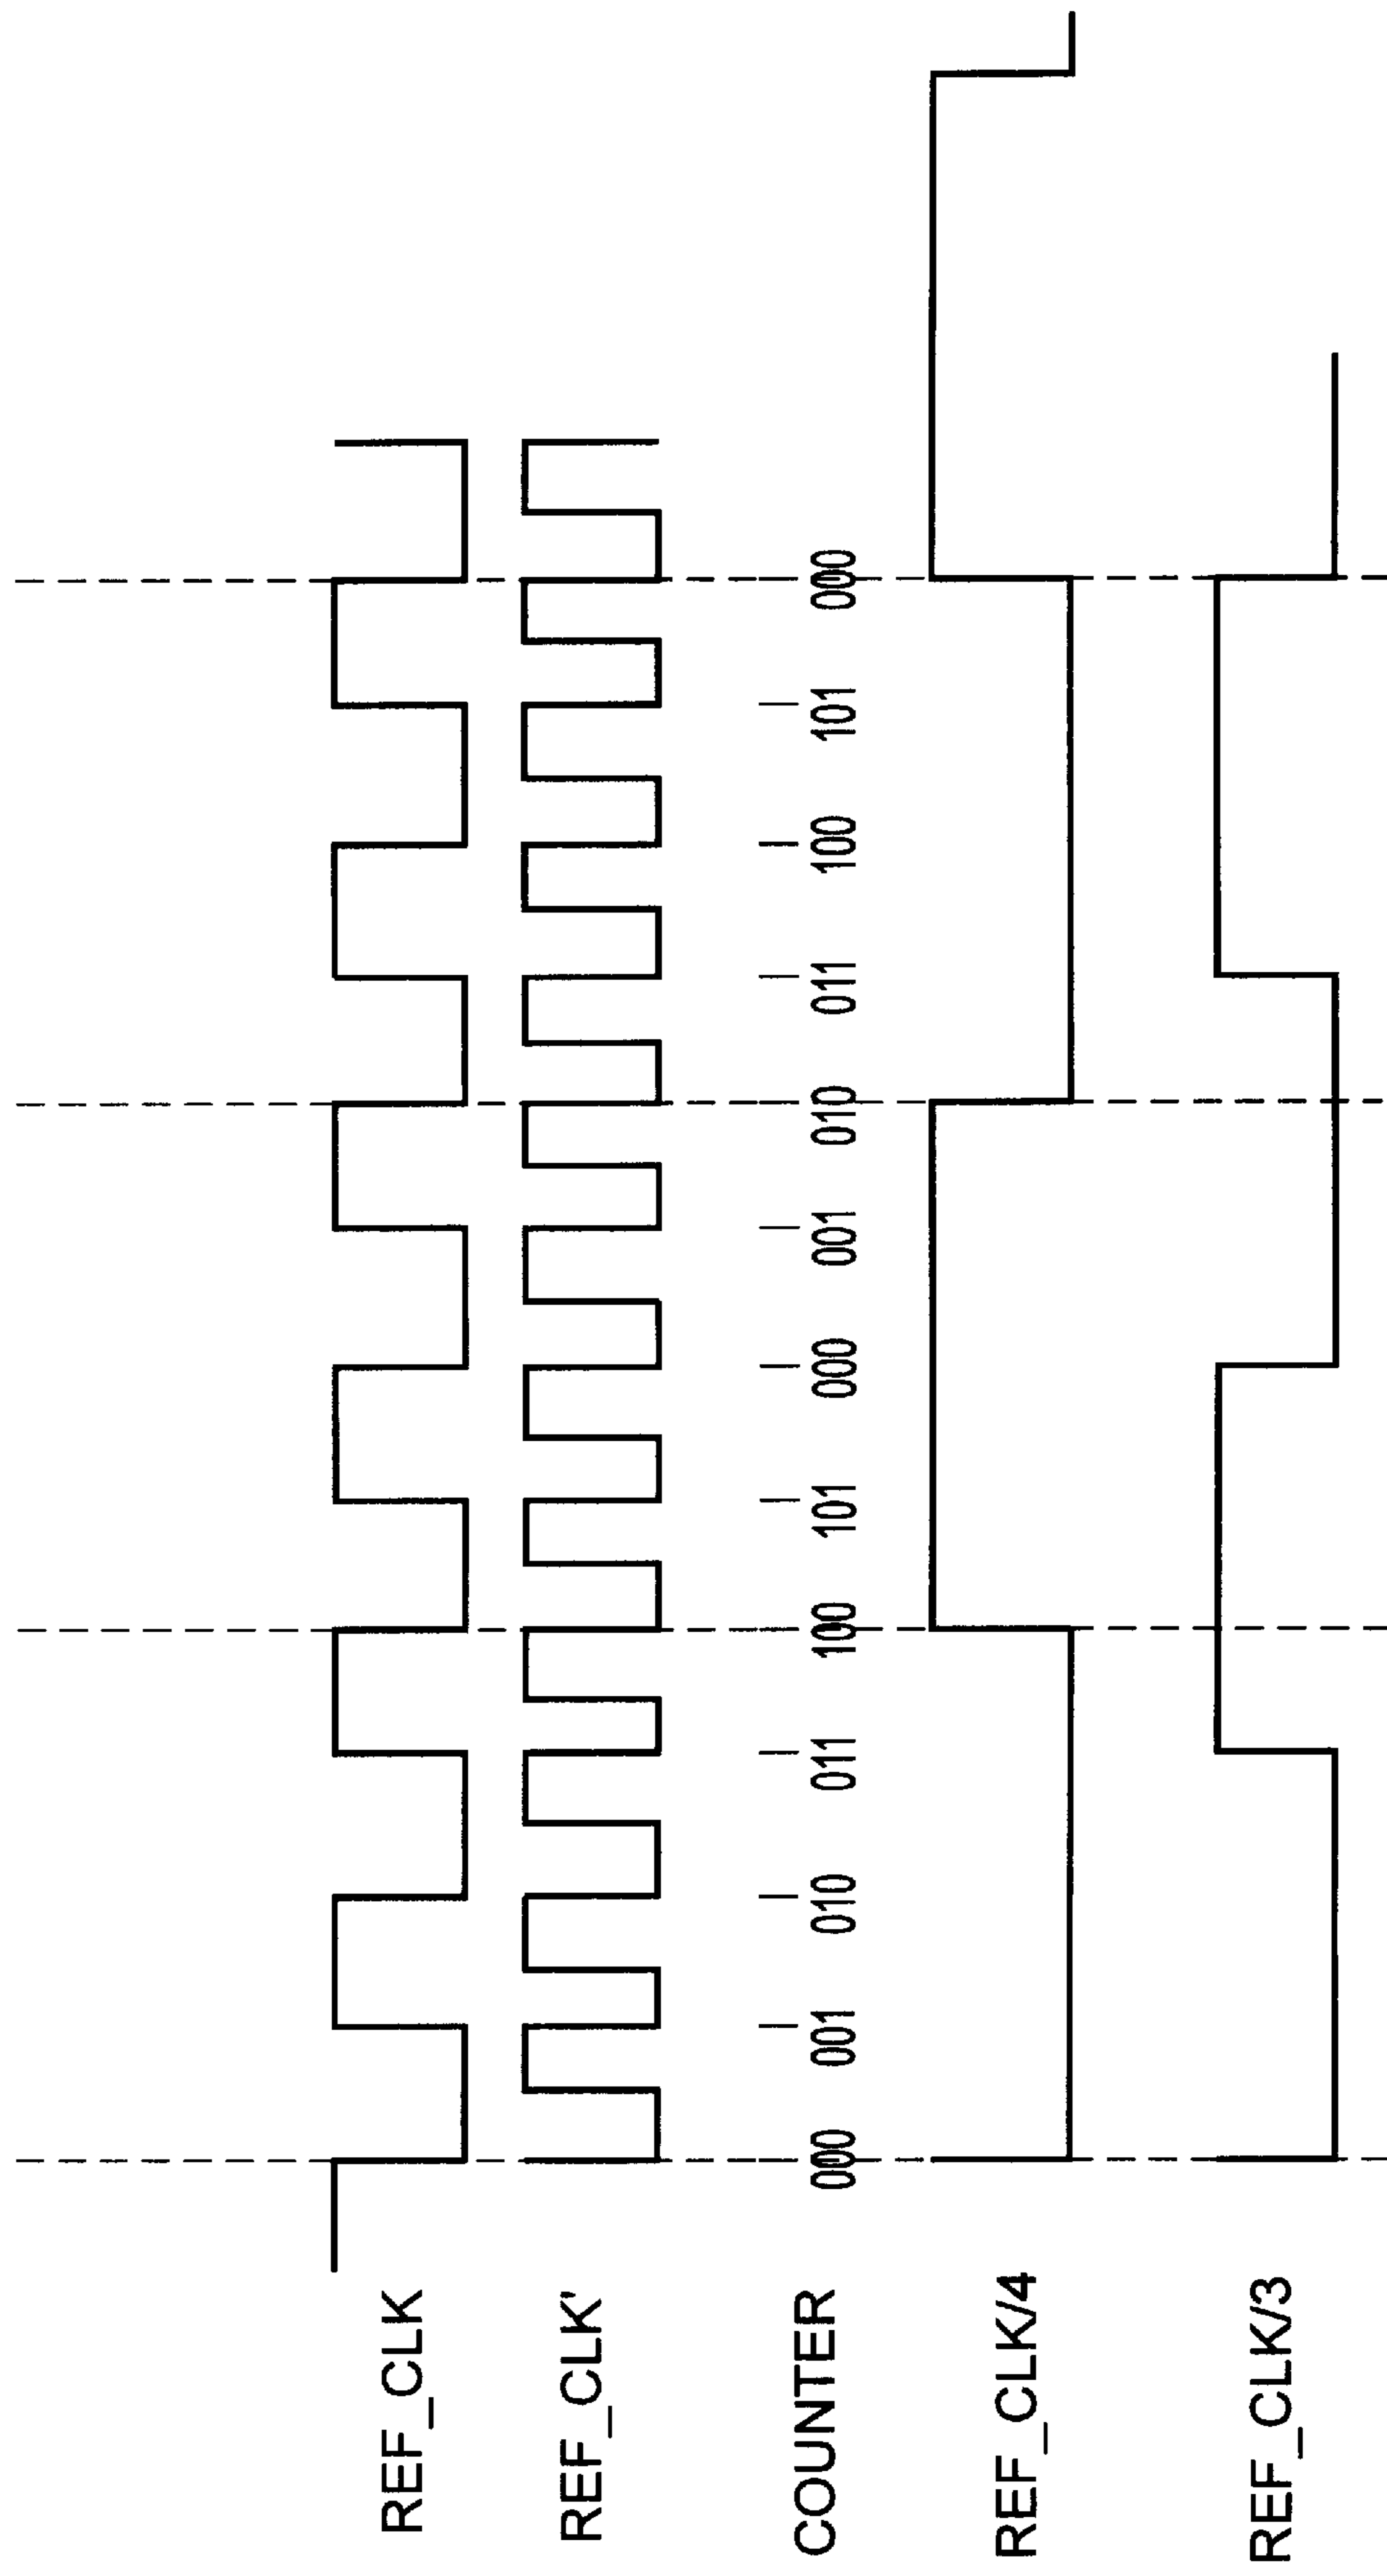 REF_CLK
REF_CLK'
COUNTER 000 001 010 011 100 101 000 001 010 011 100 101 000
REF_CLK/4
REF_CLK/3